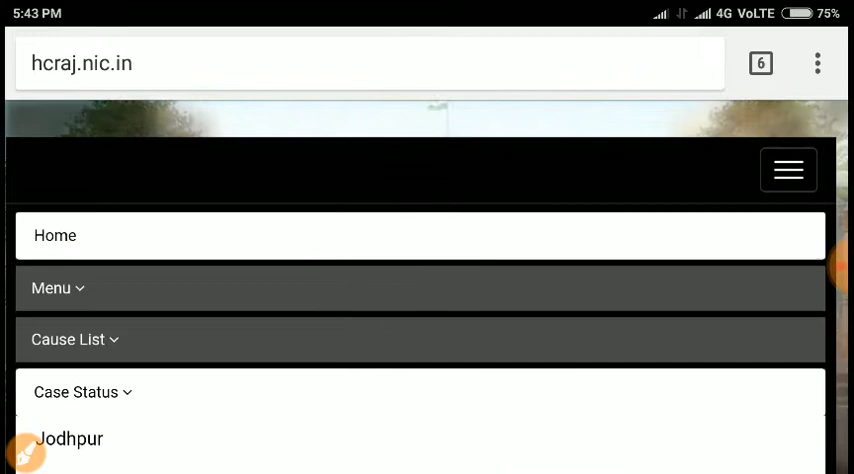 5:43 PM 4G VoLTE 75%
hcraj.nic.in 6
Home
Menu
Cause List
Case Status
Jodhpur